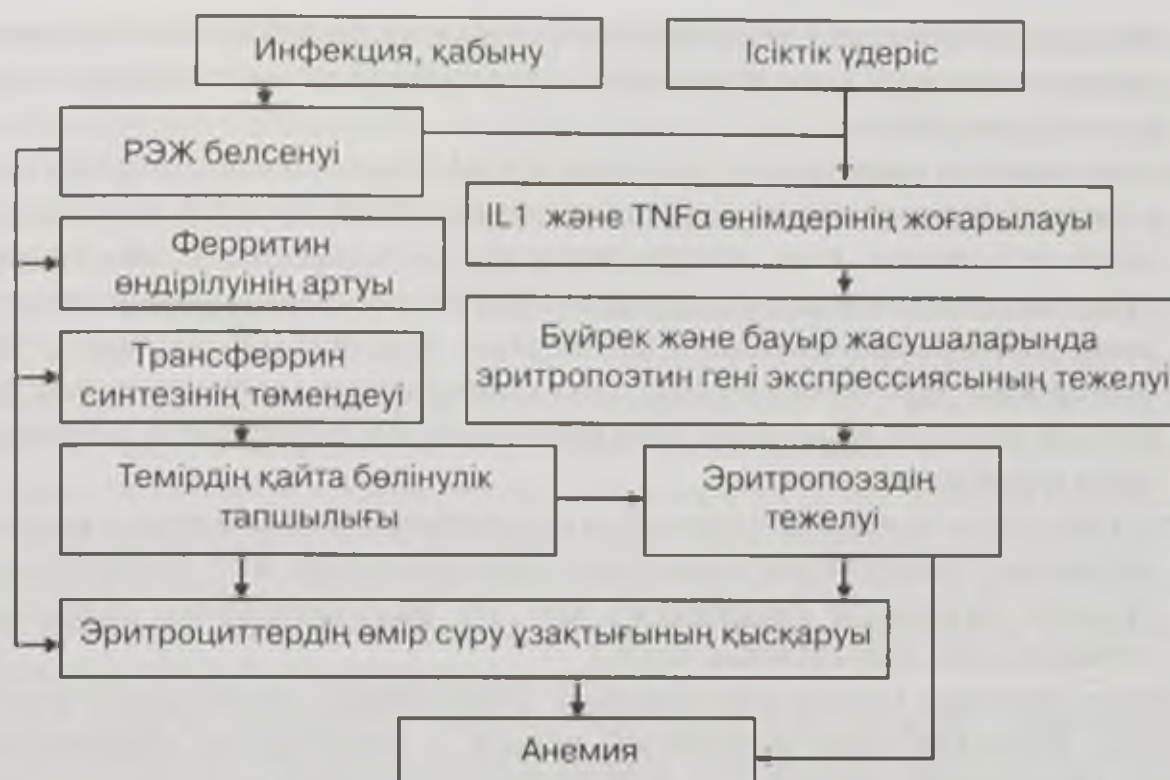 Инфекция, қабыну
Ісіктік үдеріс
РЭЖ белсенуі
IL1 және TNFα өнімдерінің жоғарылауы
Ферритин
өндірілуінің артуы
Бүйрек және бауыр жасушаларында
эритропоэтин гені экспрессиясының тежелуі
Трансферрин
синтезінің төмендеуі
Темірдің қайта бөлінулік
тапшылығы
Эритропоэздің
тежелуі
Эритроциттердің өмір сүру ұзақтығының қысқаруы
Анемия